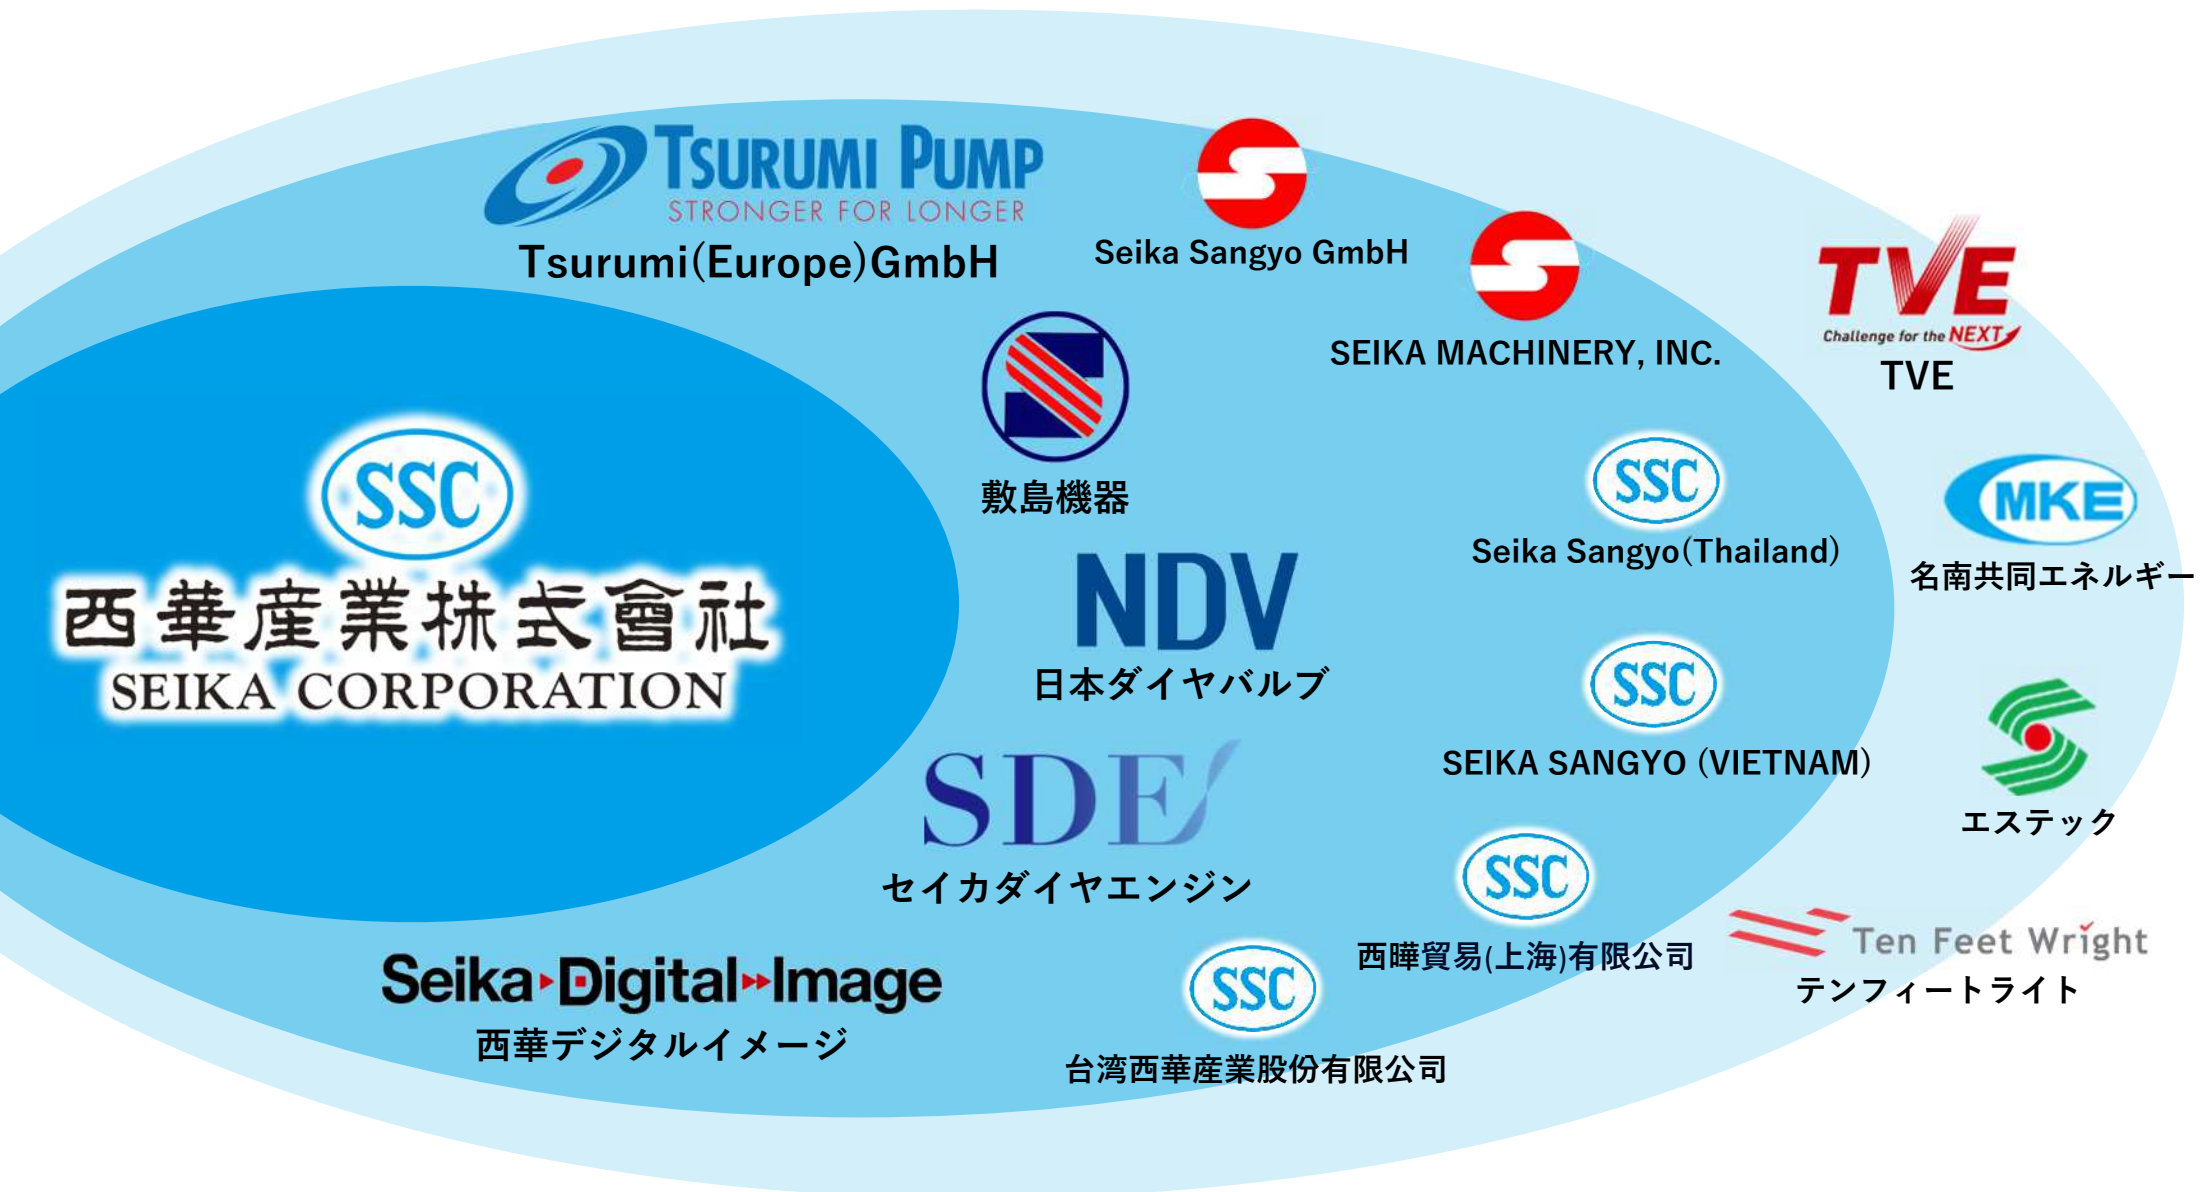 TSURUMI PUMP
STRONGER FOR LONGER
Tsurumi(Europe)GmbH
Seika Sangyo GmbH
SEIKA MACHINERY, INC.
TVE
Challenge for the NEXT
TVE
敷島機器
SSC
西華産業株式會社
SEIKA CORPORATION
SSC
Seika Sangyo(Thailand)
MKE
名南共同エネルギー
NDV
日本ダイヤバルブ
SSC
SEIKA SANGYO (VIETNAM)
エステック
SDE
セイカダイヤエンジン
SSC
西曄貿易(上海)有限公司
Ten Feet Wright
テンフィートライト
Seika Digital Image
西華デジタルイメージ
SSC
台湾西華産業股份有限公司